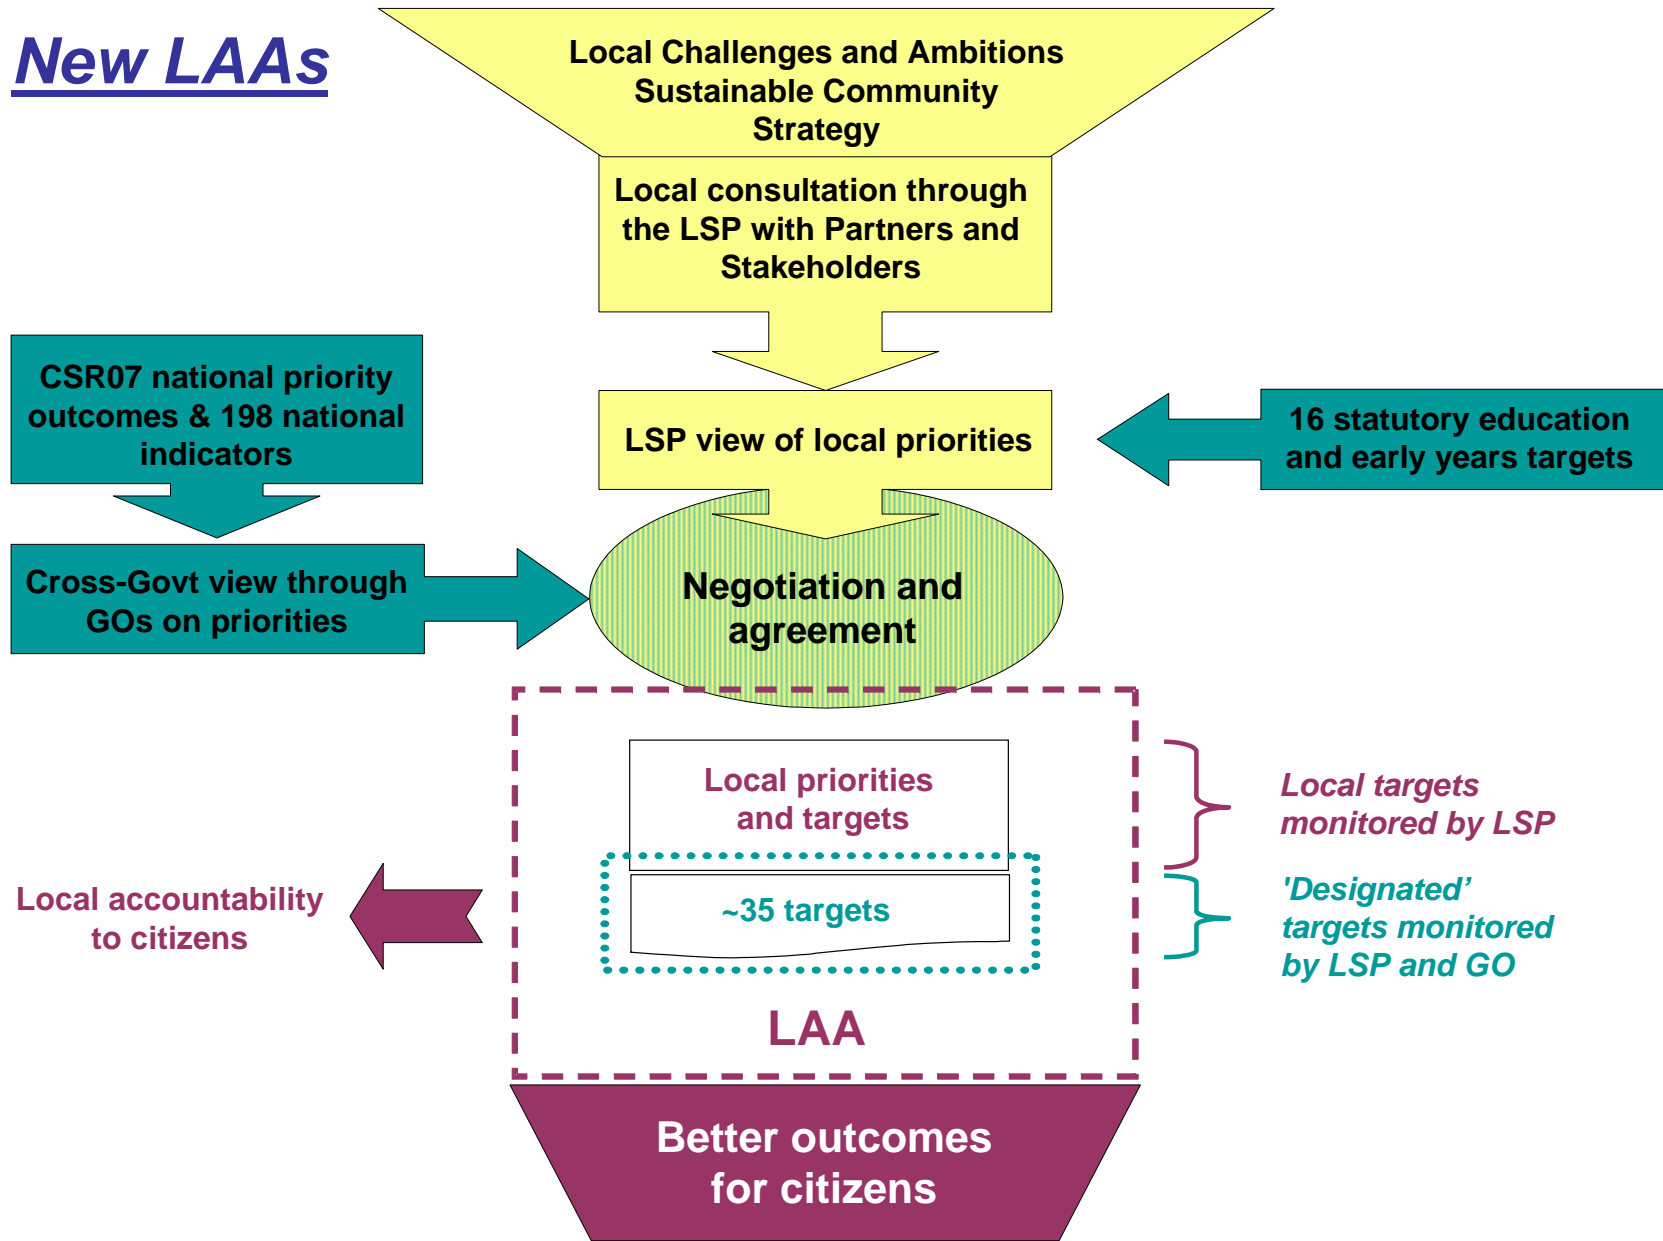 New LAAs
Local Challenges and Ambitions
Sustainable Community
Strategy
Local consultation through
the LSP with Partners and
Stakeholders
CSR07 national priority
outcomes & 198 national
indicators
LSP view of local priorities
16 statutory education
and early years targets
Cross-Govt view through
GOs on priorities
Negotiation and
agreement
Local priorities
and targets
Local targets
monitored by LSP
Local accountability
to citizens
~35 targets
'Designated’
targets monitored
by LSP and GO
LAA
Better outcomes
for citizens